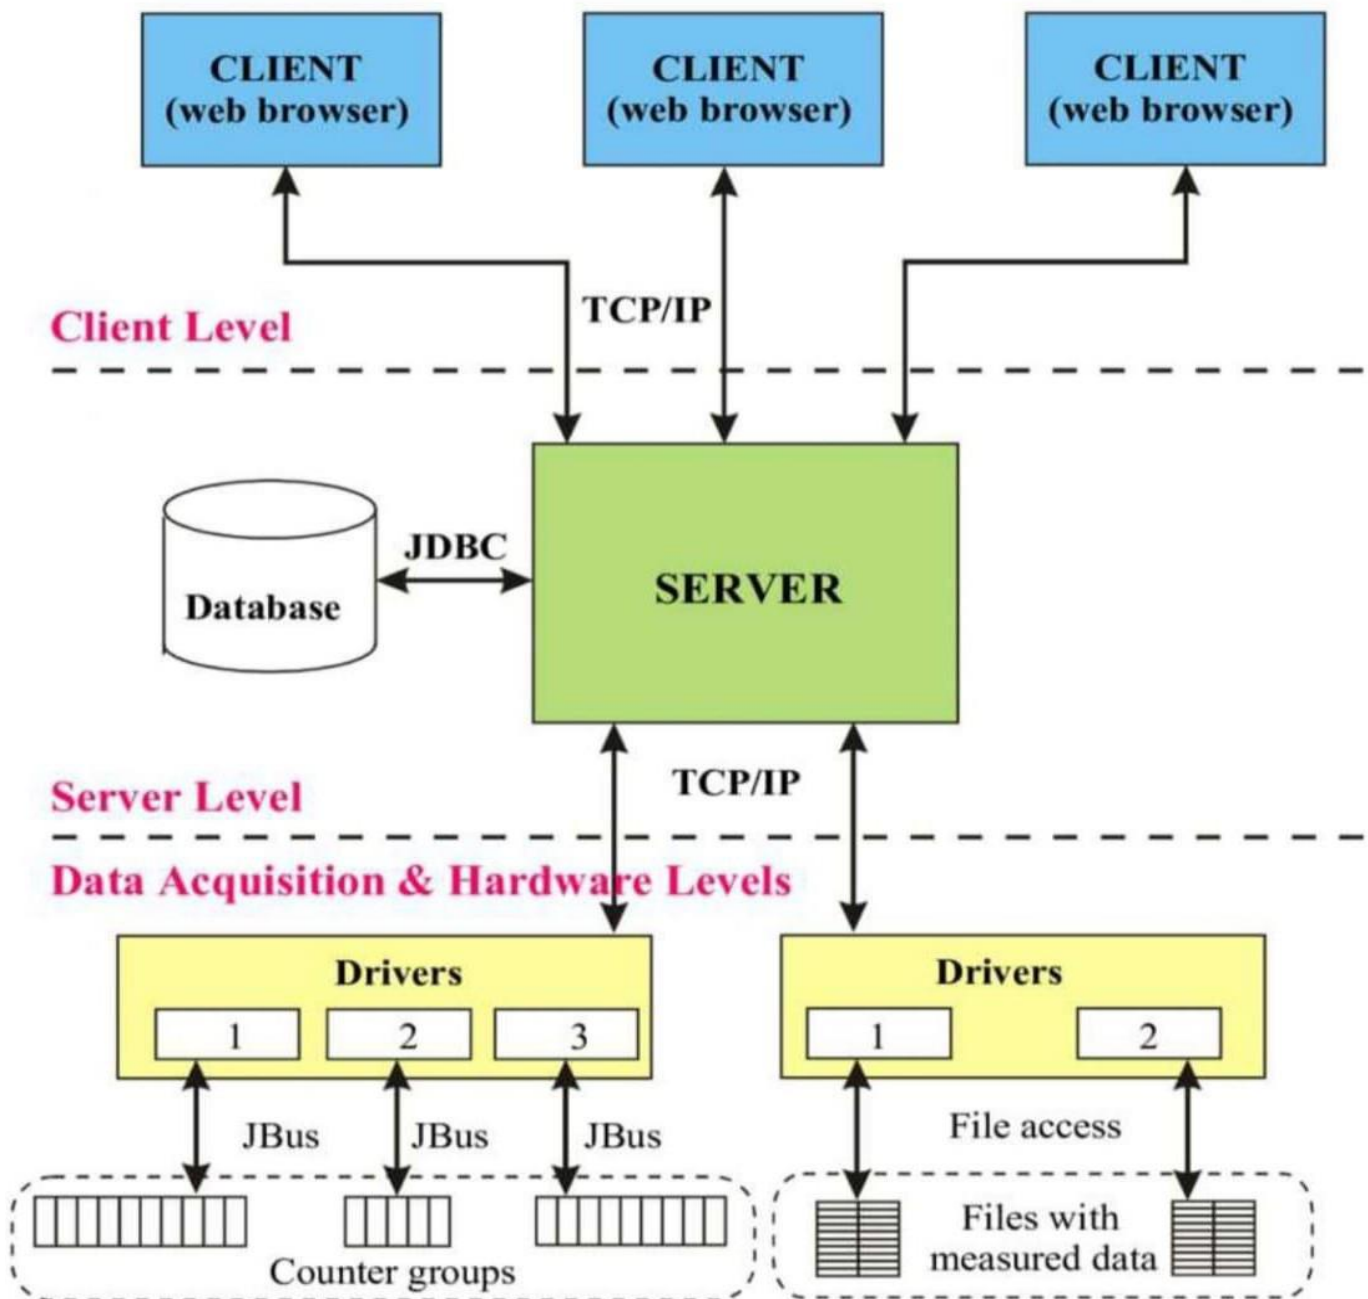 CLIENT
(web browser)
CLIENT
(web browser)
CLIENT
(web browser)
TCP/IP
Client Level
JDBC
Database
SERVER
TCP/IP
Server Level
Data Acquisition & Hardware Levels
Drivers
1
2
3
Drivers
1
2
JBus
JBus
JBus
File access
Counter groups
Files with
measured data